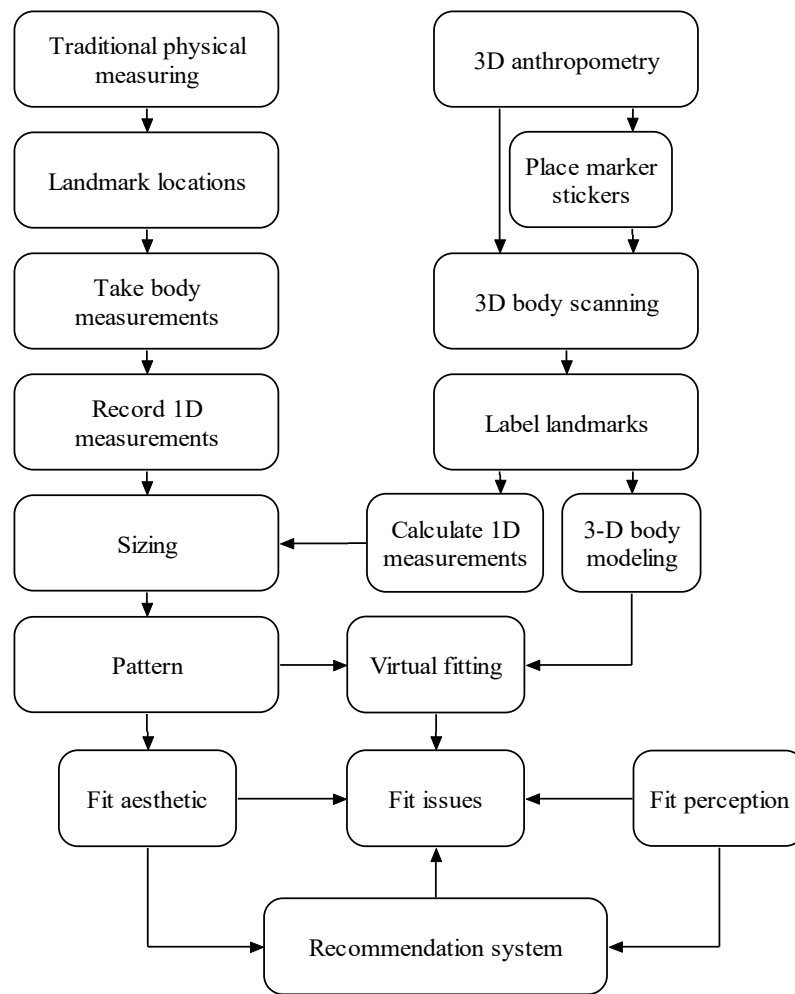 Traditional physical
measuring
3D anthropometry
Place marker
stickers
Landmark locations
Take body
measurements
3D body scanning
Record 1D
measurements
Label landmarks
Sizing
Calculate 1D
measurements
3-D body
modeling
Pattern
Virtual fitting
Fit aesthetic
Fit issues
Fit perception
Recommendation system